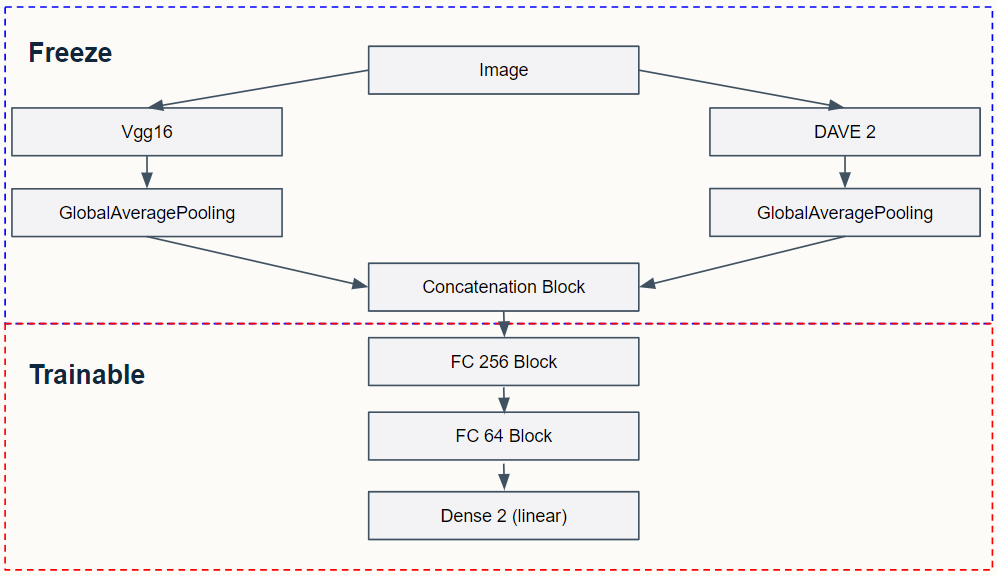 Freeze
Image
Vgg16
DAVE 2
GlobalAveragePooling
GlobalAveragePooling
Concatenation Block
Trainable
FC 256 Block
FC 64 Block
Dense 2 (linear)